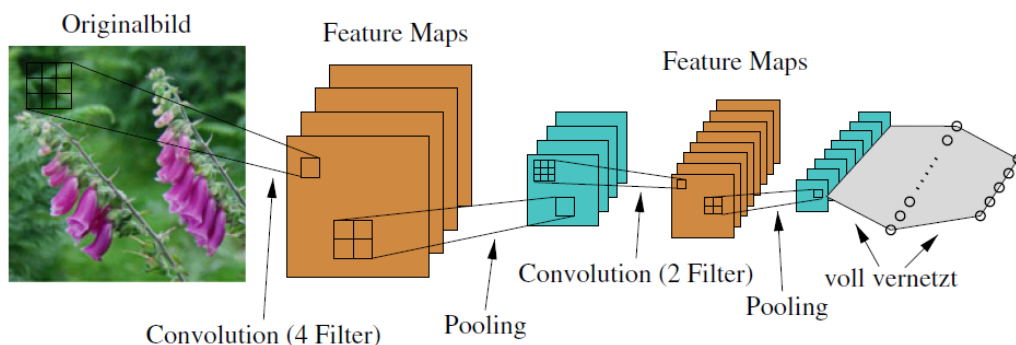 Originalbild
Feature Maps
Feature Maps
Convolution (4 Filter)
Pooling
Convolution (2 Filter)
Pooling
voll vernetzt